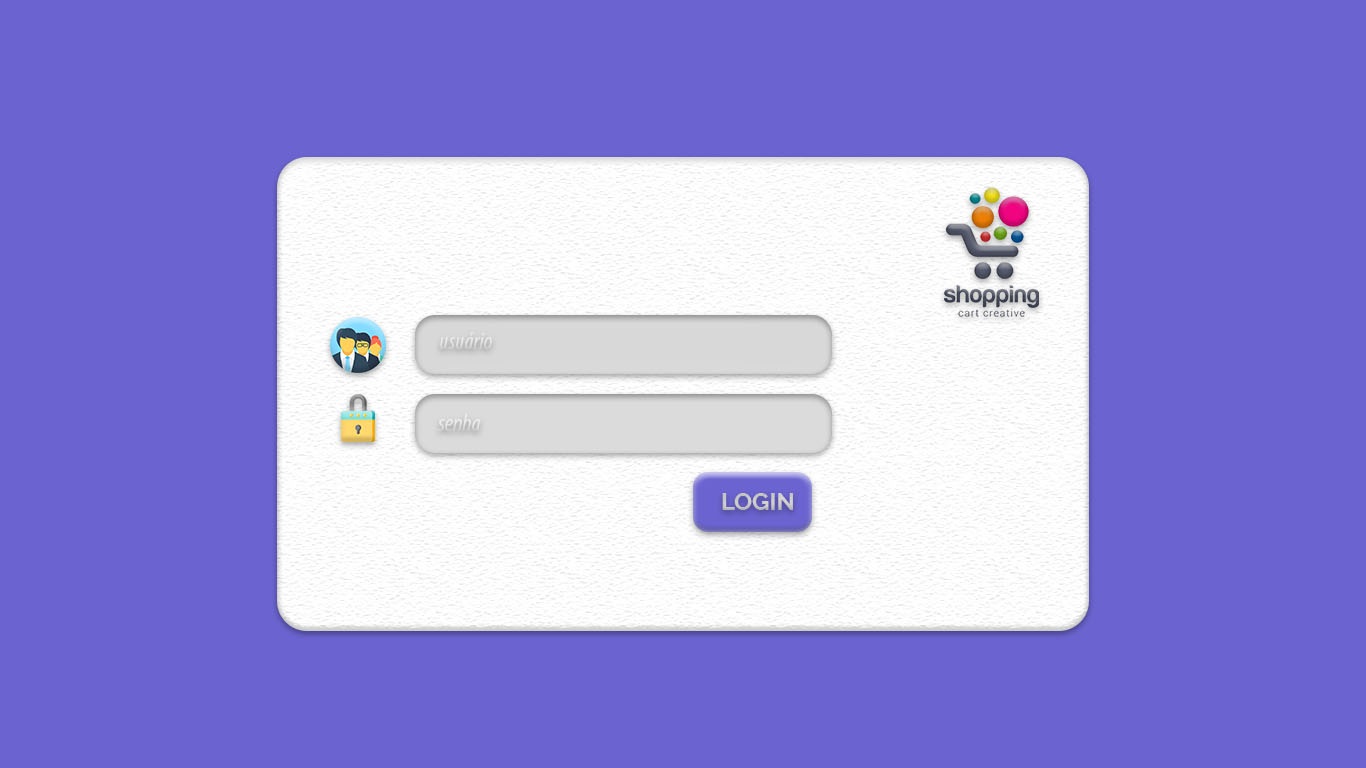 shopping
cart creative
usuário
senha
LOGIN